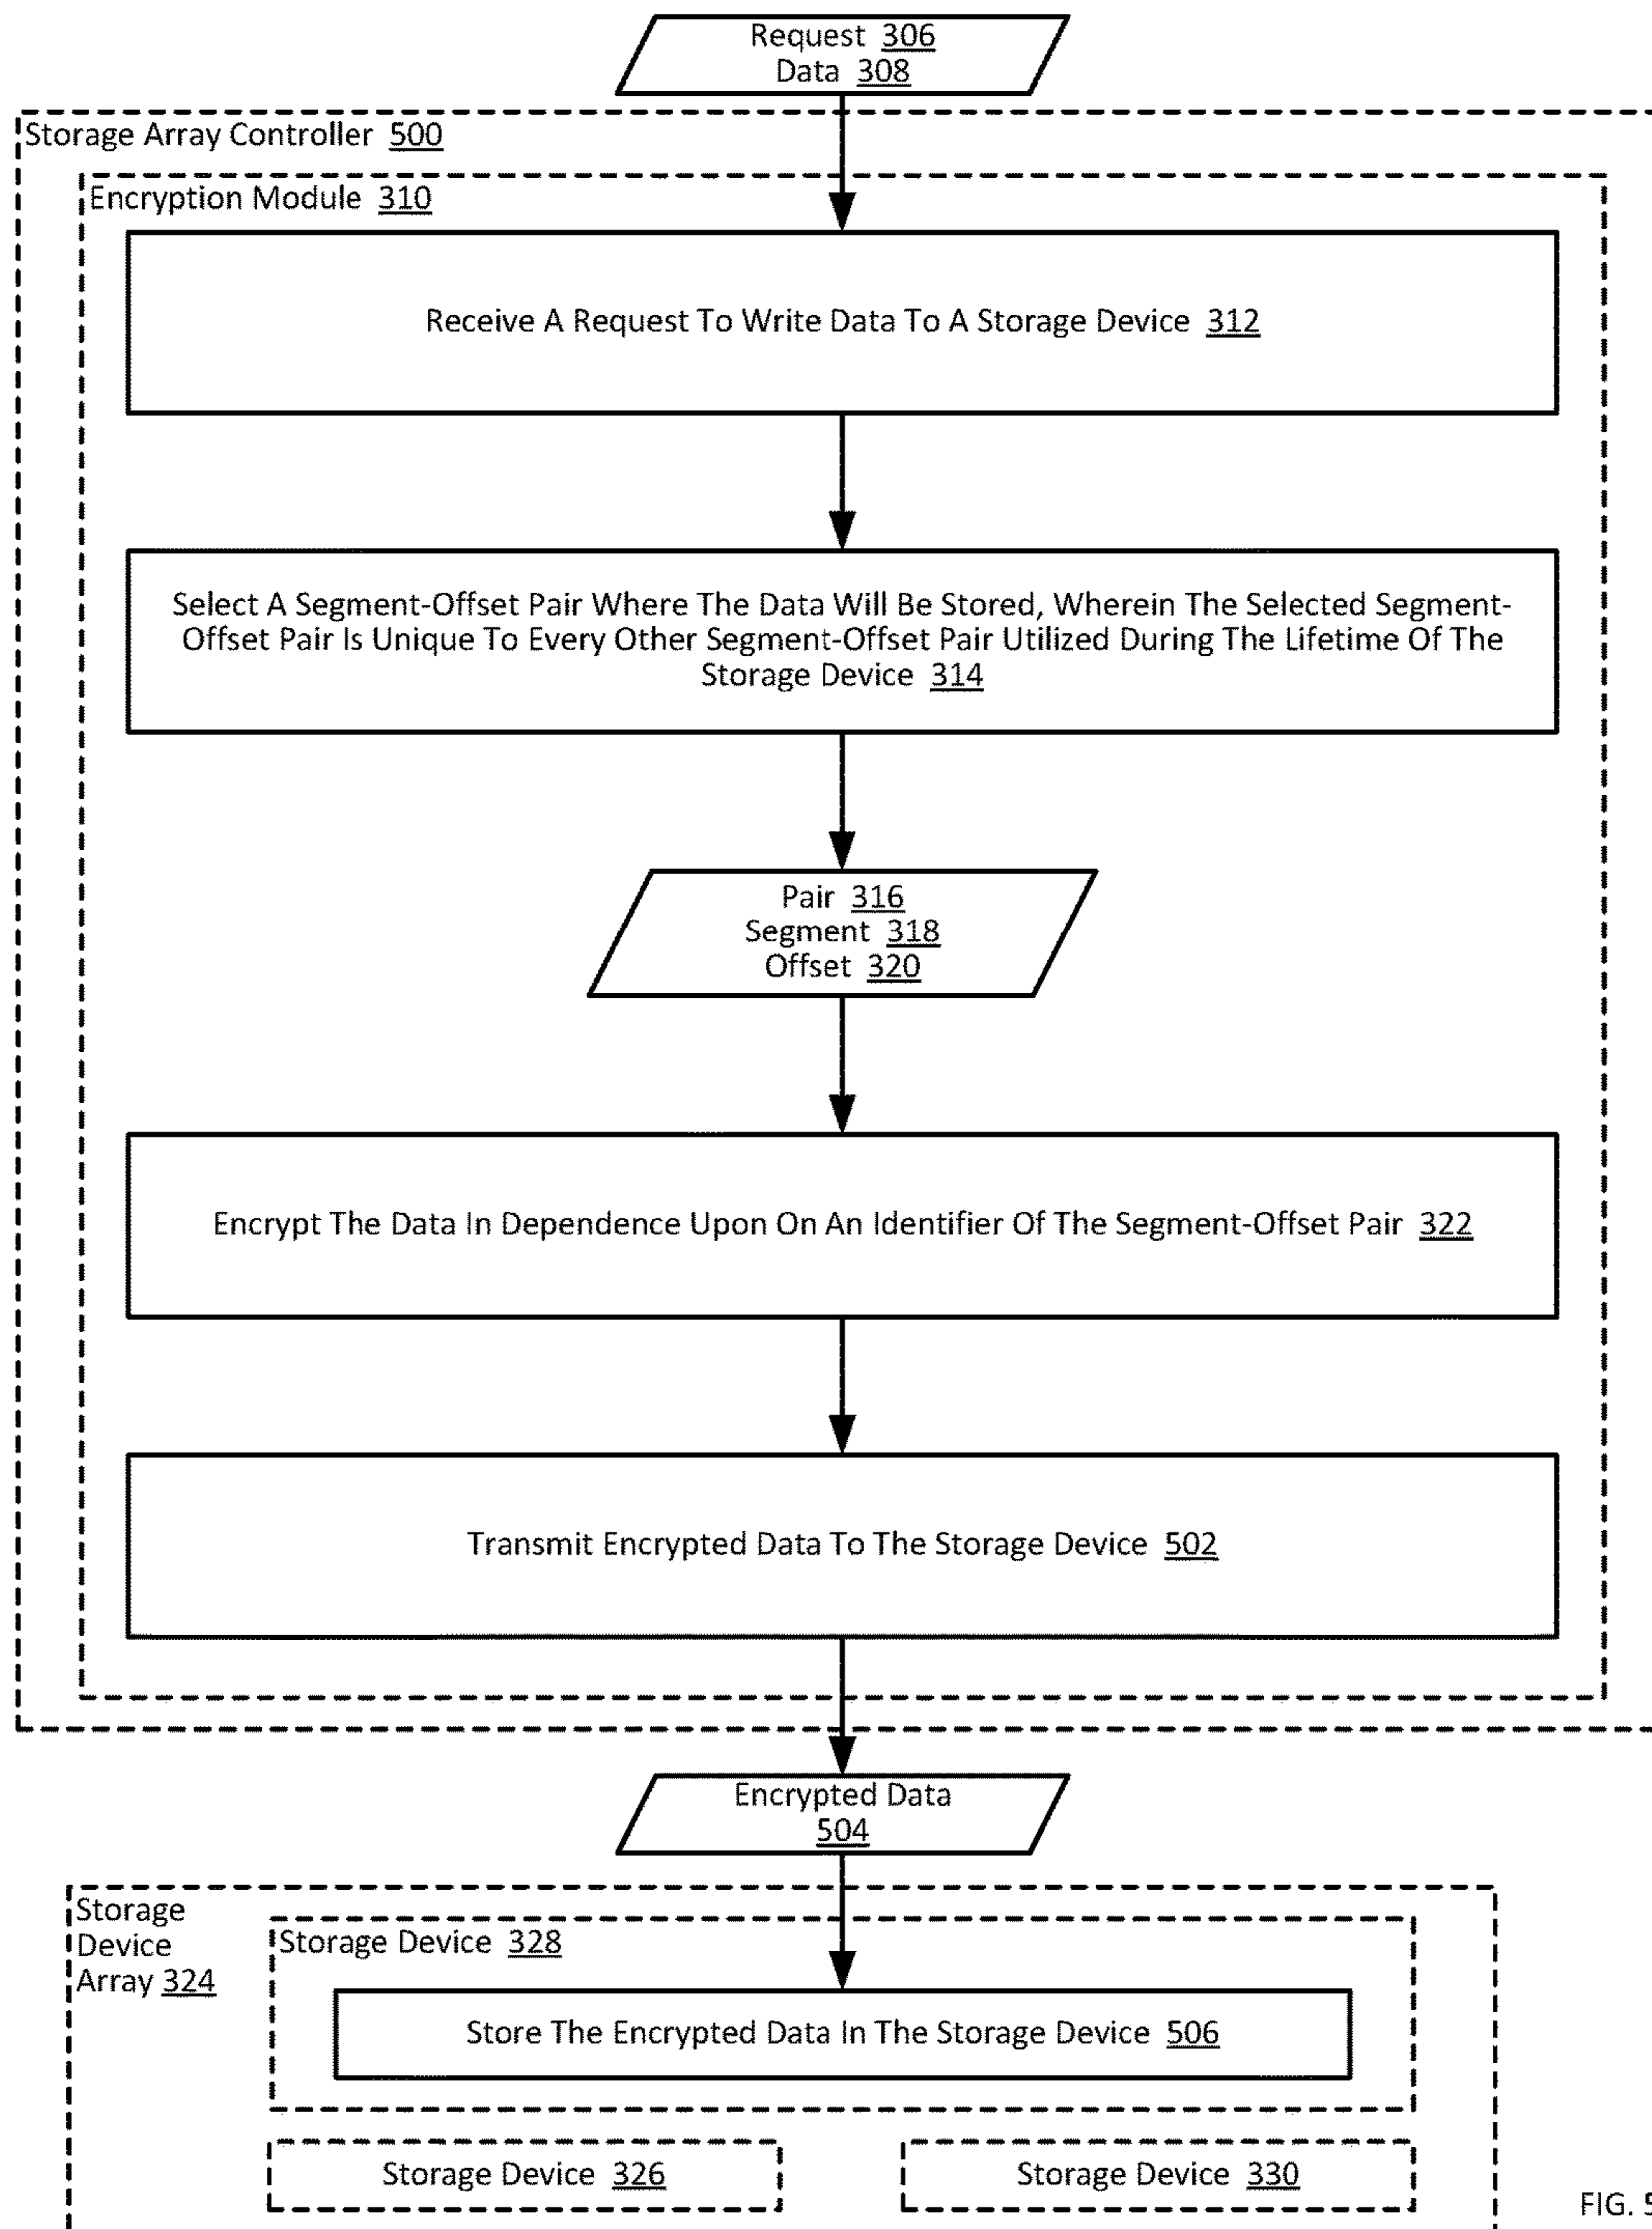 Request 306
Data 308
Storage Array Controller 500
Encryption Module 310
Receive A Request To Write Data To A Storage Device 312
Select A Segment-Offset Pair Where The Data Will Be Stored, Wherein The Selected Segment-
Offset Pair Is Unique To Every Other Segment-Offset Pair Utilized During The Lifetime Of The
Storage Device 314
Pair 316
Segment 318
Offset 320
Encrypt The Data In Dependence Upon On An Identifier Of The Segment-Offset Pair 322
Transmit Encrypted Data To The Storage Device 502
Encrypted Data
504
Storage
Device
Array 324
Storage Device 328
Store The Encrypted Data In The Storage Device 506
Storage Device 326
Storage Device 330
FIG. 5